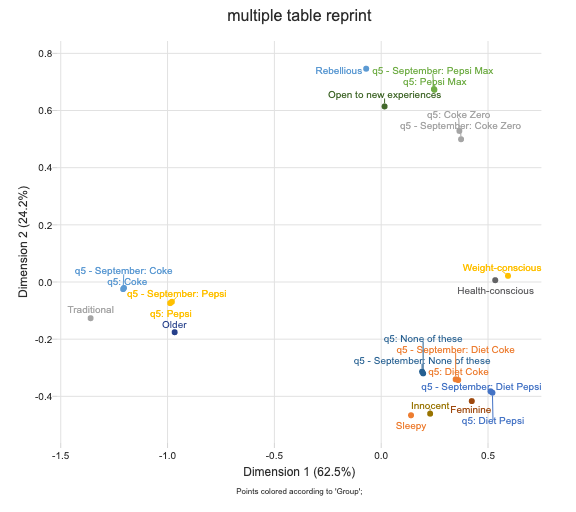 multiple table reprint
0.8
Rebellious
q5 - September: Pepsi Max
q5: Pepsi Max
Open to new experiences
0.6
q5: Coke Zero
q5 - September: Coke Zero
0.4
0.2
Dimension 2 (24.2%)
q5 - September: Coke
Weight-conscious
0.0
q5: Coke
Health-conscious
q5 - September: Pepsi
Traditional
q5: Pepsi
Older
-0.2
q5: None of these
q5 - September: Diet Coke
q5 - September: None of these
q5: Diet Coke
q5 - September: Diet Pepsi
-0.4
Innocent
Feminine
q5: Diet Pepsi
Sleepy
-1.5 -1.0 -0.5 0.0 0.5
Dimension 1 (62.5%)
Points colored according to 'Group';